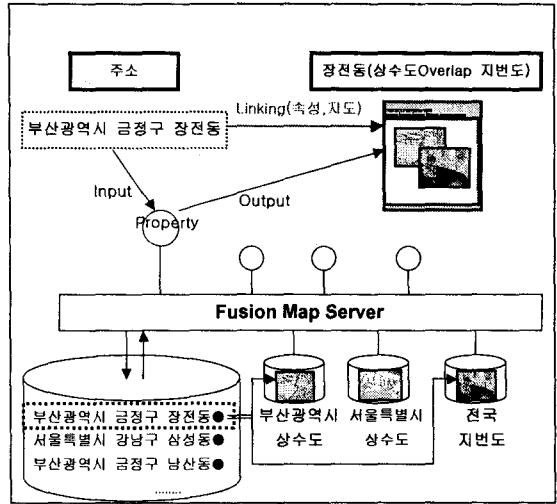 주소
장전동(상수도Overlap 지번도)
Linking(속성,지도)
부산광역시 금정구 장전동
Input
Output
Property
Fusion Map Server
부산광역시 금정구 장전동
서울특별시 강남구 삼성동
부산광역시 금정구 남산동
........
부산광역시
상수도
서울특별시
상수도
전국
지번도